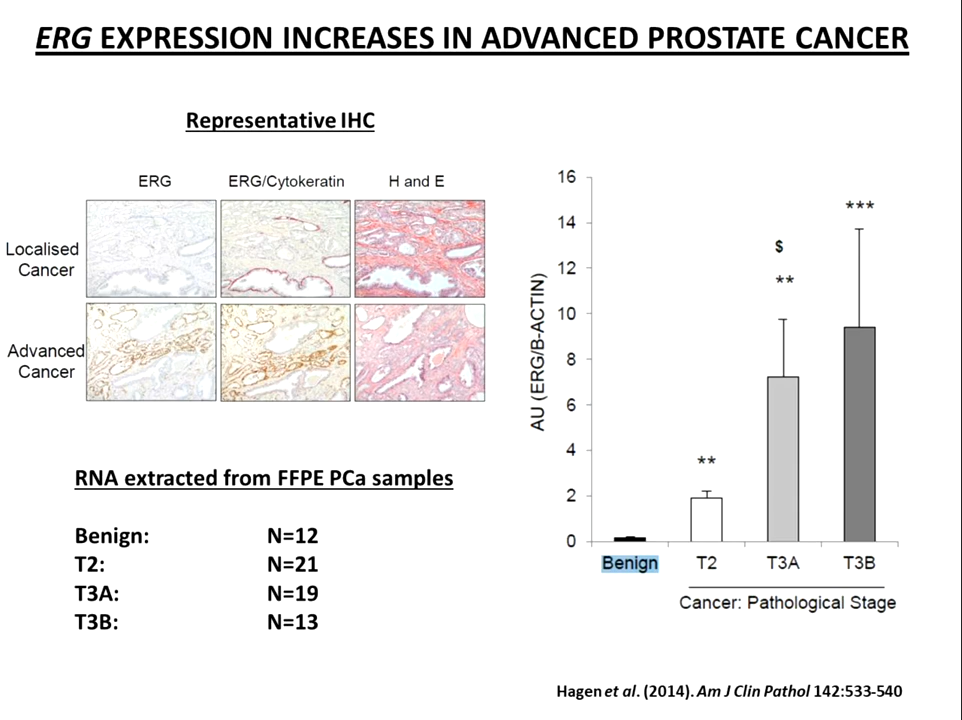 ERG EXPRESSION INCREASES IN ADVANCED PROSTATE CANCER
Representative IHC
ERG
ERG/Cytokeratin
H and E
Localised
Cancer
Advanced
Cancer
RNA extracted from FFPE PCa samples
Benign: N=12
T2: N=21
T3A: N=19
T3B: N=13
AU (ERG/B-ACTIN)
16
14
12
10
8
6
4
2
0
**
$
**
***
Benign
T2
T3A
T3B
Cancer: Pathological Stage
Hagen et al. (2014). Am J Clin Pathol 142:533-540